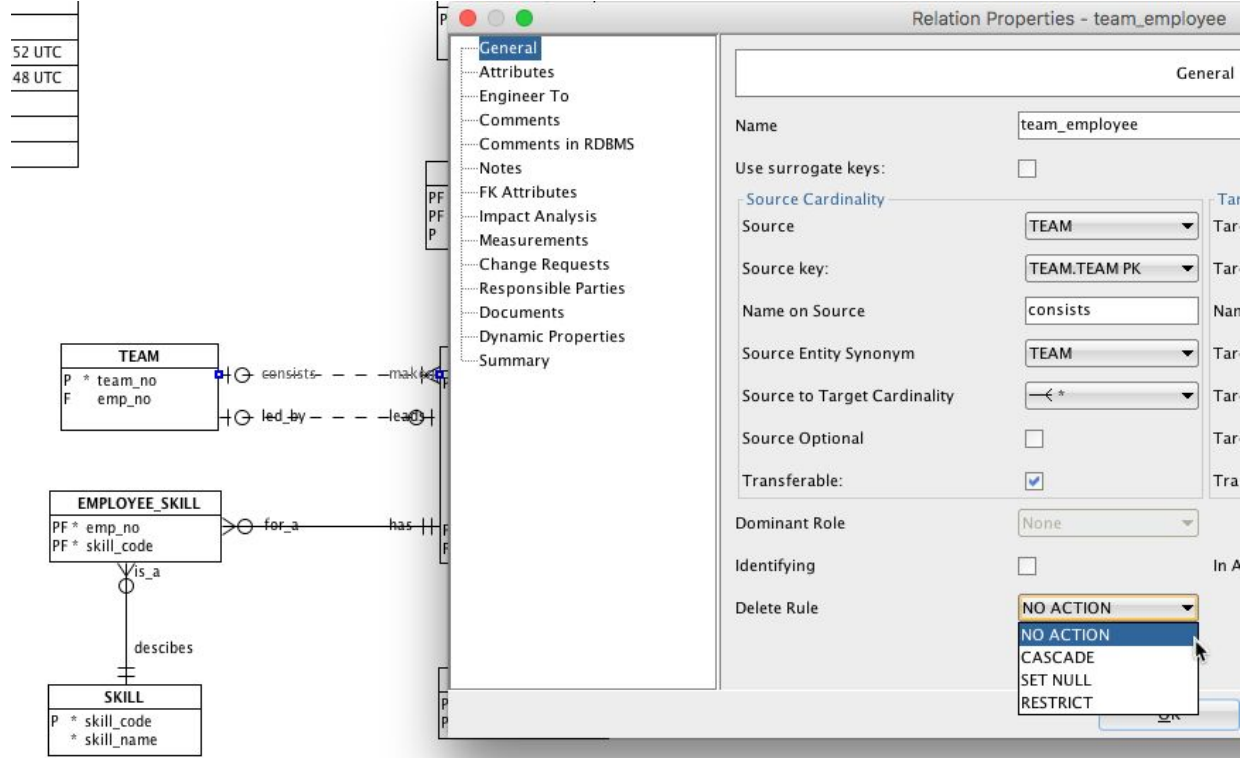 52 UTC
48 UTC
P
Relation Properties - team_employee
General
Attributes
Engineer To
Comments
Comments in RDBMS
Notes
FK Attributes
Impact Analysis
Measurements
Change Requests
Responsible Parties
Documents
Dynamic Properties
Summary
General
Name
team_employee
Use surrogate keys:
Source Cardinality
Source
TEAM
Source key:
TEAM.TEAM PK
Name on Source
consists
Source Entity Synonym
TEAM
Source to Target Cardinality
*
Source Optional
Transferable:
Dominant Role
None
Identifying
In A
Delete Rule
NO ACTION
NO ACTION
CASCADE
SET NULL
RESTRICT
OK
PF
PF
P
TEAM
P * team_no
F emp_no
consists
led_by
leads
EMPLOYEE_SKILL
PF * emp_no
PF * skill_code
for_a
has
is_a
descibes
SKILL
P * skill_code
* skill_name